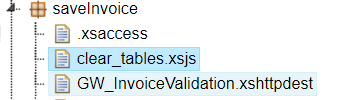 saveInvoice
.xsaccess
clear_tables.xsjs
GW_InvoiceValidation.xshttpdest